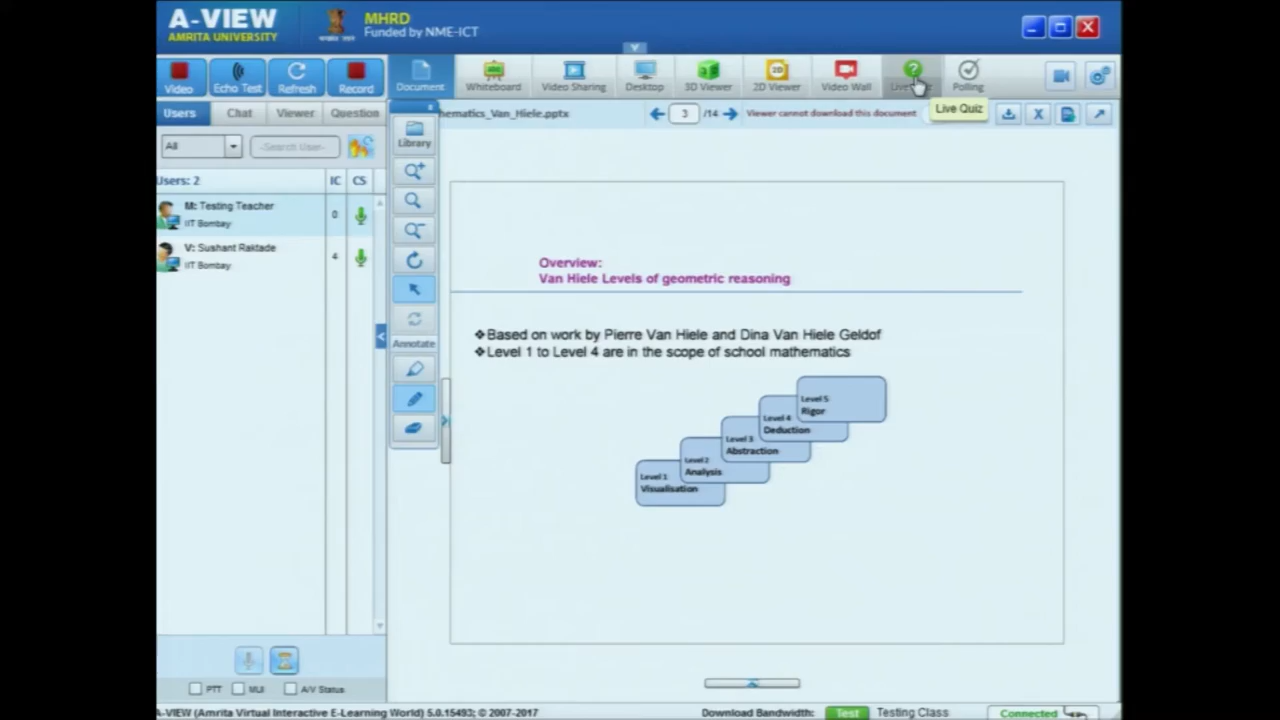 A-VIEW
AMRITA UNIVERSITY
MHRD
Funded by NME-ICT
Video
Echo Test
Refresh
Record
Document
Whiteboard
Video Sharing
Desktop
3D Viewer
2D Viewer
Video Wall
Polling
Live Quiz
Users
Chat
Viewer
Question
hematics_Van_Hiele.pptx
3 /14
Viewer cannot download this document
All
-Search User-
Library
Users: 2 IC CS
M: Testing Teacher
IIT Bombay
0
V: Sushant Raktade
IIT Bombay
4
Annotate
Overview:
Van Hiele Levels of geometric reasoning
❖Based on work by Pierre Van Hiele and Dina Van Hiele Geldof
❖Level 1 to Level 4 are in the scope of school mathematics
Level 5
Rigor
Level 4
Deduction
Level 3
Abstraction
Level 2
Analysis
Level 1
Visualisation
PTT
MUI
A/V Status
A-VIEW (Amrita Virtual Interactive E-Learning World) 5.0.15493; © 2007-2017
Download Bandwidth: Test Testing Class Connected